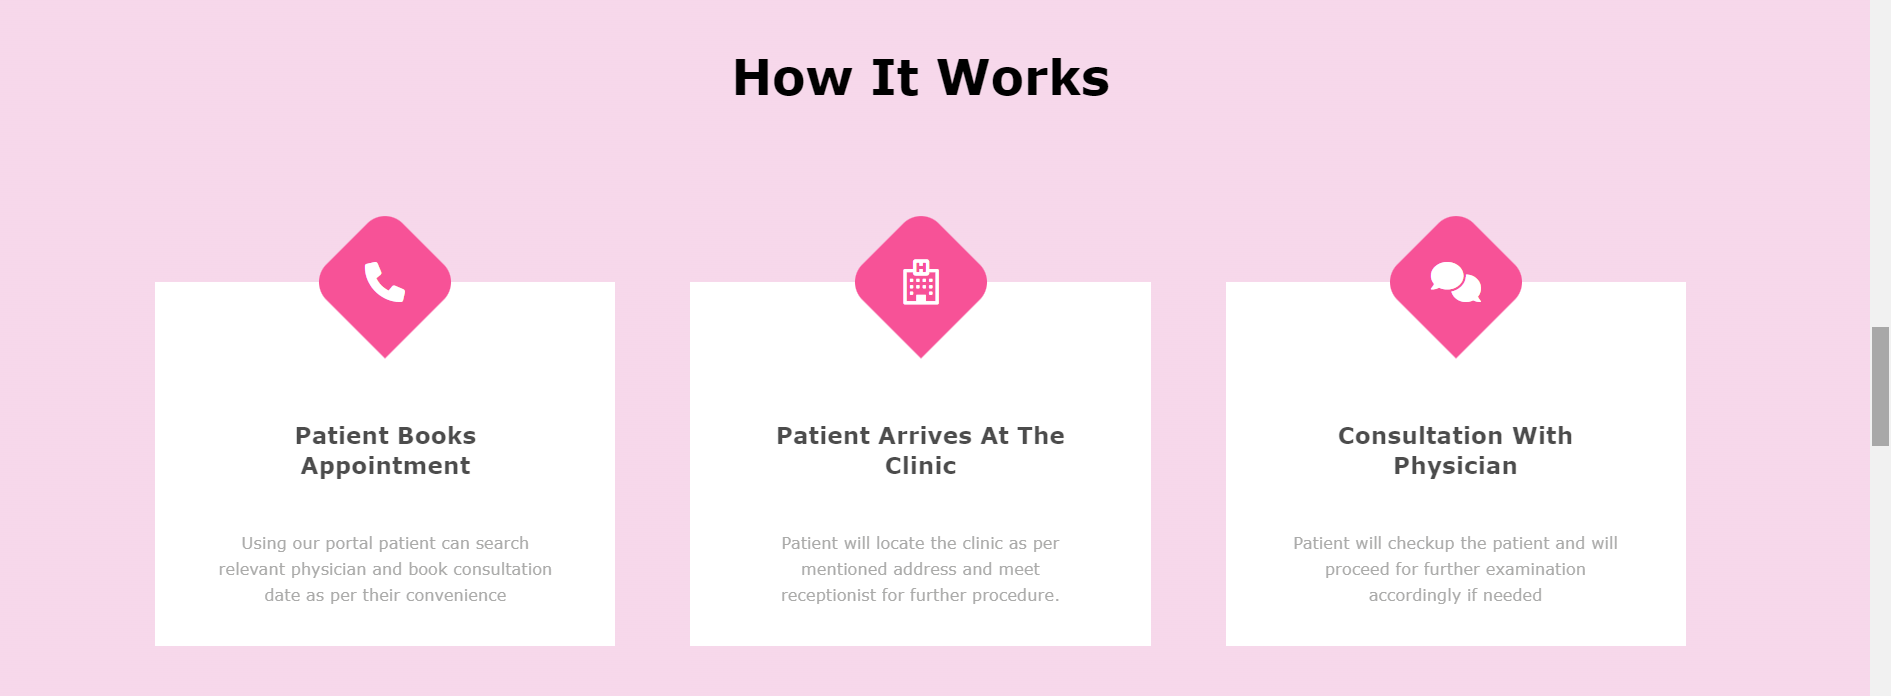 How It Works
Patient Books
Appointment
Using our portal patient can search
relevant physician and book consultation
date as per their convenience
Patient Arrives At The
Clinic
Patient will locate the clinic as per
mentioned address and meet
receptionist for further procedure.
Consultation With
Physician
Patient will checkup the patient and will
proceed for further examination
accordingly if needed